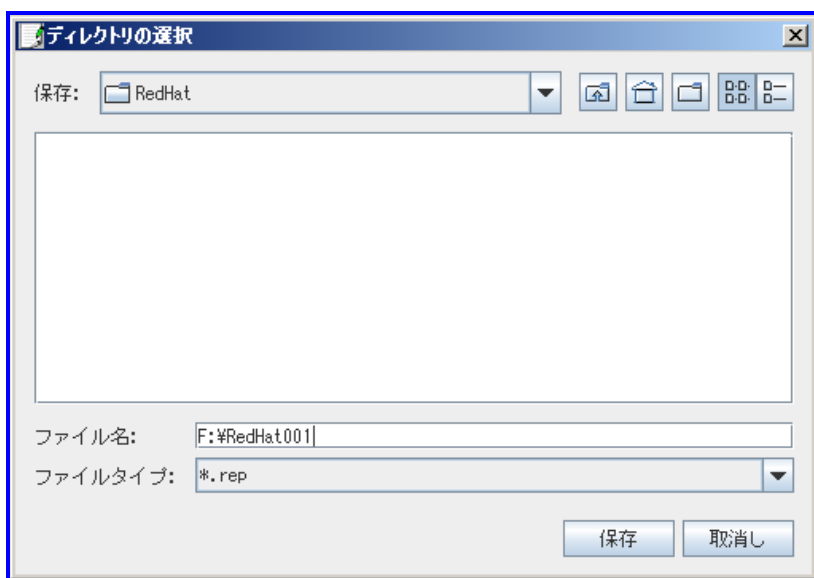 ディレクトリの選択
保存: RedHat
ファイル名: F:¥RedHat001
ファイルタイプ: *.rep
保存 取消し